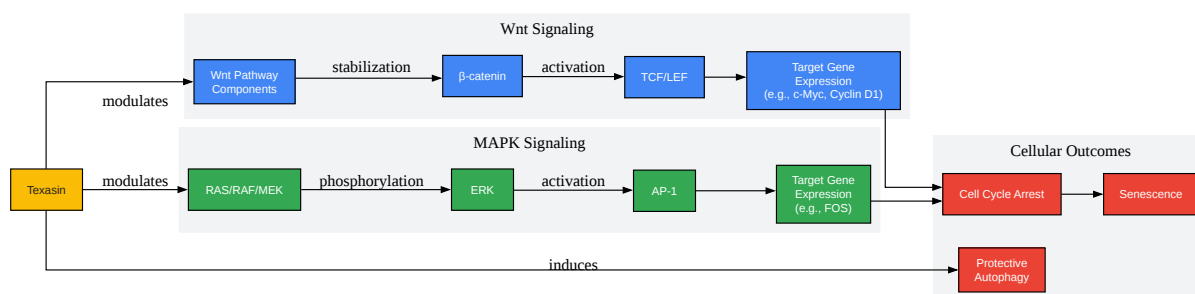 Wnt Signaling
Wnt Pathway
Components
stabilization
β-catenin
activation
TCF/LEF
Target Gene
Expression
(e.g., c-Myc, Cyclin D1)
modulates
MAPK Signaling
Texasin
modulates
RAS/RAF/MEK
phosphorylation
ERK
activation
AP-1
Target Gene
Expression
(e.g., FOS)
Cellular Outcomes
Cell Cycle Arrest
Senescence
induces
Protective
Autophagy